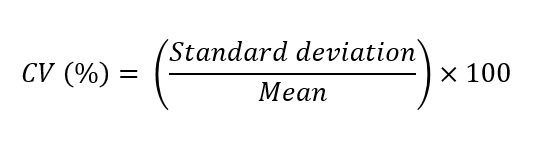 CV (%) = (Standard deviation / Mean) × 100